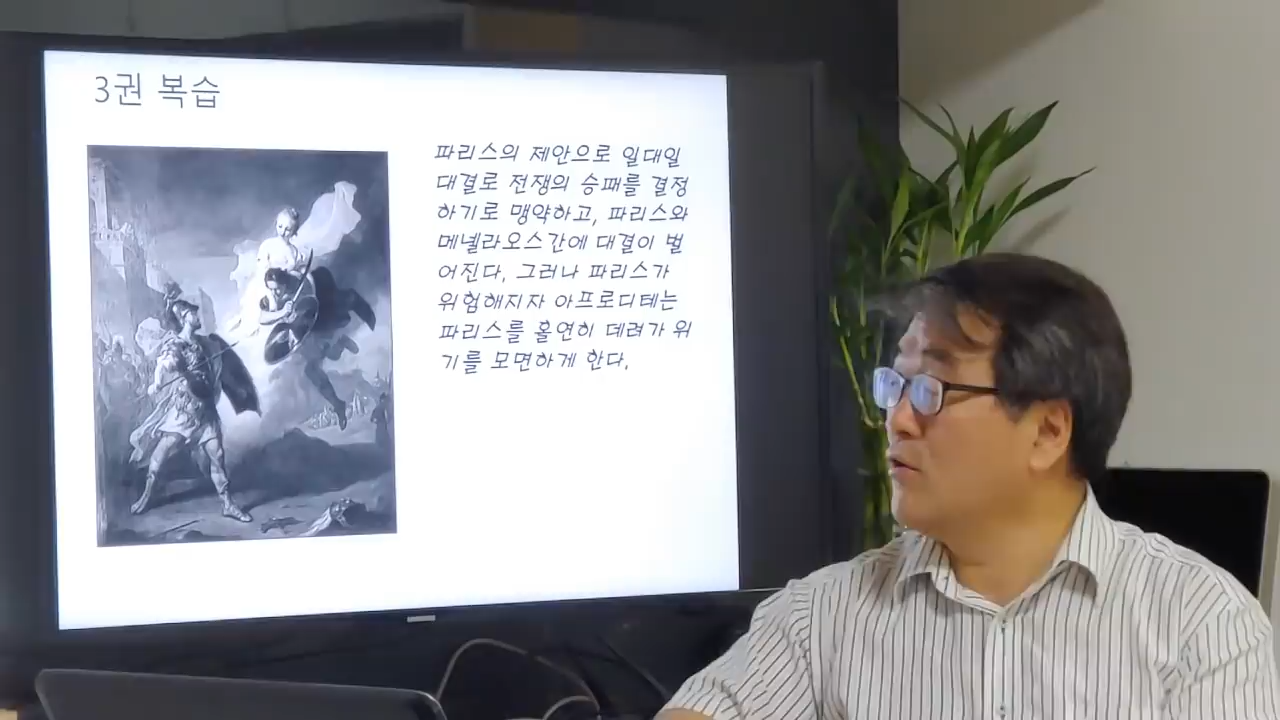 3권 복습
파리스의 제안으로 일대일
대결로 전쟁의 승패를 결정
하기로 맹약하고, 파리스와
메넬라오스간에 대결이 벌
어진다. 그러나 파리스가
위험해지자 아프로디테는
파리스를 홀연히 데려가 위
기를 모면하게 한다.